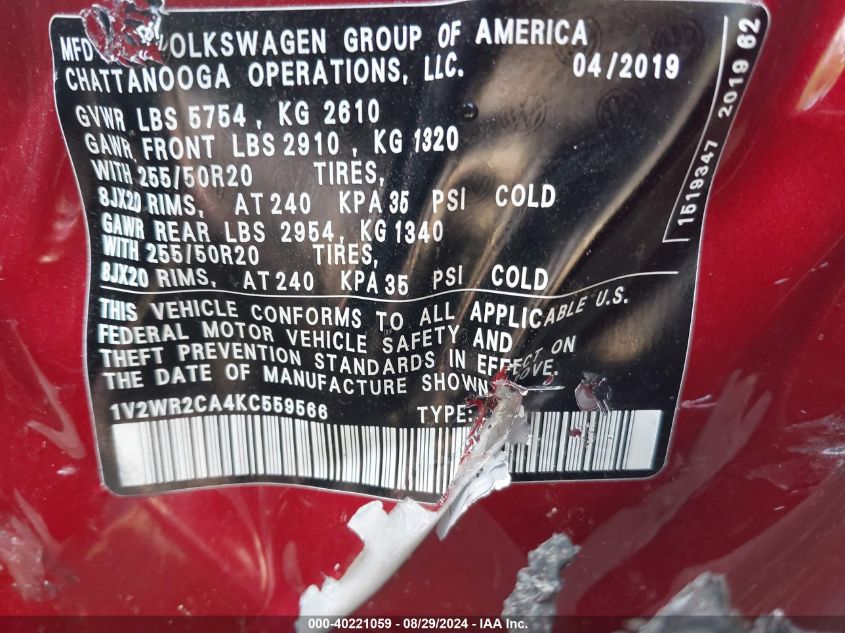 MFD OLKSWAGEN GROUP OF AMERICA
CHATTANOOGA OPERATIONS, LLC. 04/2019
GVWR LBS 5754 , KG 2610
GAWR FRONT LBS 2910 , KG 1320
WITH 255/50R20 TIRES,
8JX20 RIMS, AT 240 KPA 35 PSI COLD
GAWR REAR LBS 2954, KG 1340
WITH 255/50R20 TIRES,
8JX20 RIMS, AT 240 KPA 35 PSI COLD
THIS VEHICLE CONFORMS TO ALL APPLICABLE U.S.
FEDERAL MOTOR VEHICLE SAFETY AND
THEFT PREVENTION STANDARDS IN EFFECT ON
THE DATE OF MANUFACTURE SHOWN OVE.
1V2WR2CA4KC559566 TYPE:
1519347 2019 62
000-40221059 - 08/29/2024 - IAA Inc.